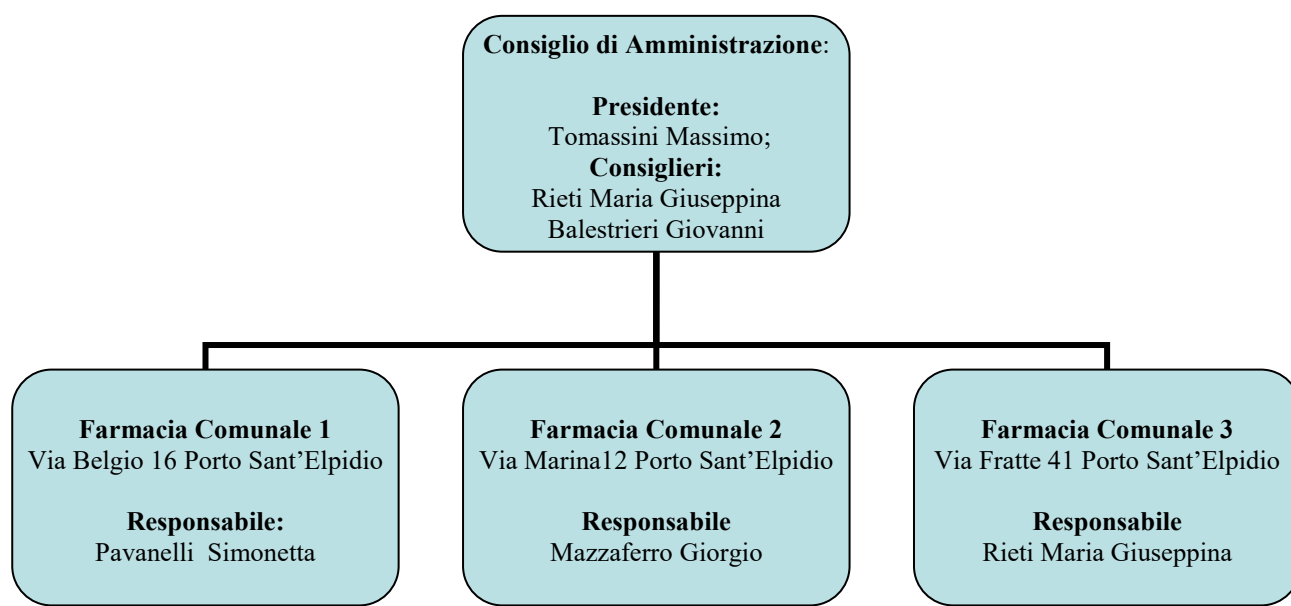 Consiglio di Amministrazione:
Presidente:
Tomassini Massimo;
Consiglieri:
Rieti Maria Giuseppina
Balestrieri Giovanni
Farmacia Comunale 1
Via Belgio 16 Porto Sant’Elpidio
Responsabile:
Pavanelli  Simonetta
Farmacia Comunale 2
Via Marina12 Porto Sant’Elpidio
Responsabile
Mazzaferro Giorgio
Farmacia Comunale 3
Via Fratte 41 Porto Sant’Elpidio
Responsabile
Rieti Maria Giuseppina